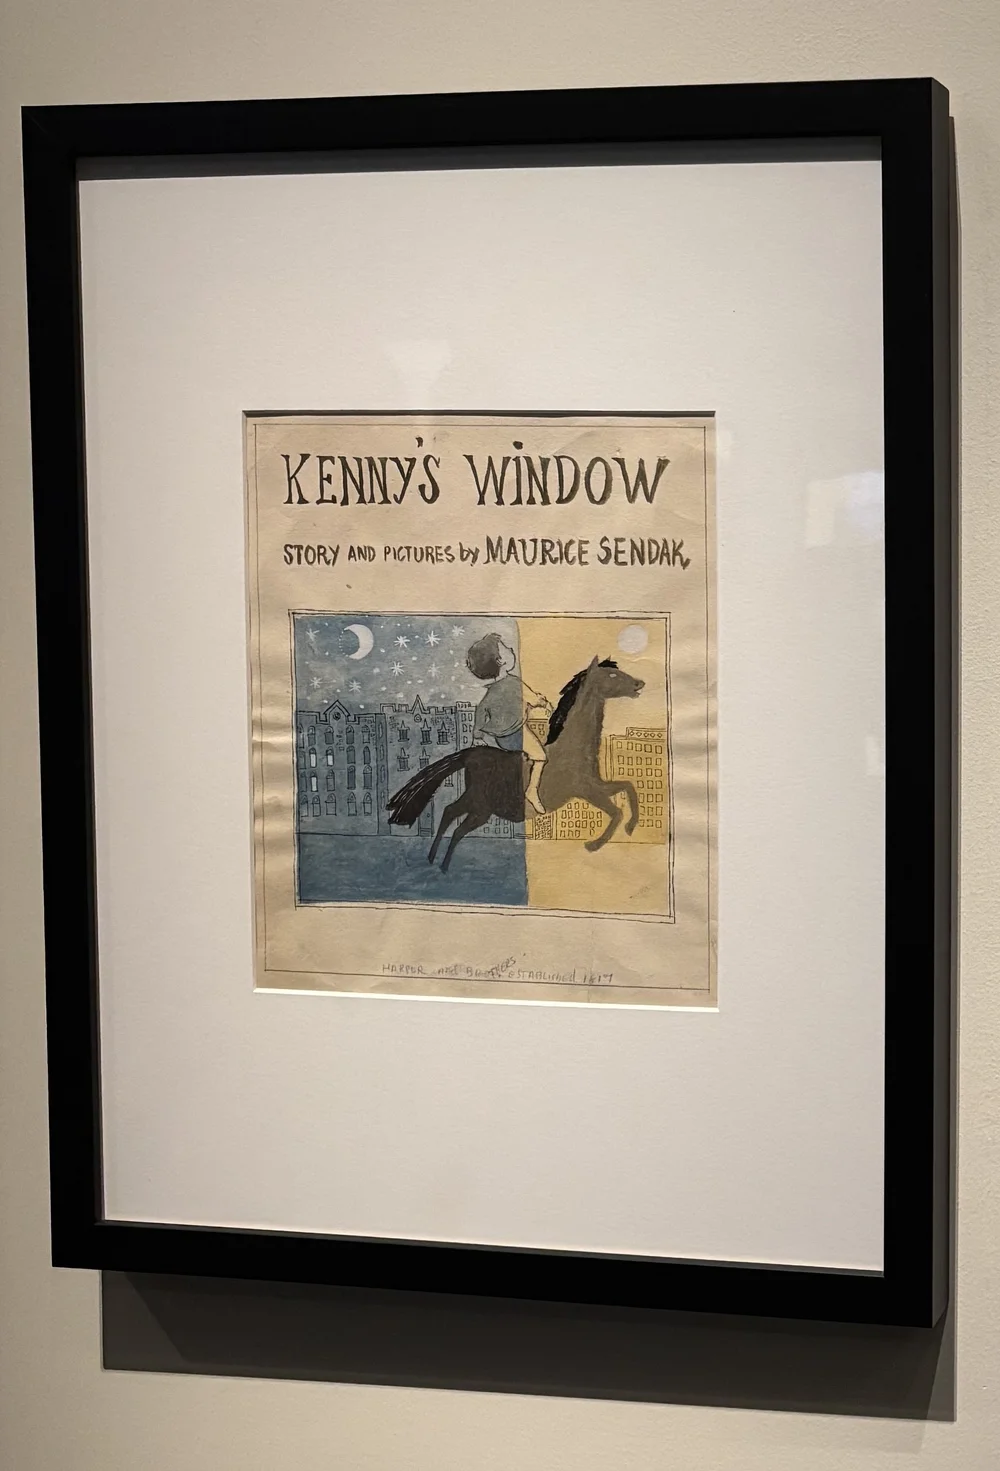 KENNY'S WINDOW
STORY AND PICTURES by MAURICE SENDAK
HARPER AND BROTHERS ESTABLISHED 1817